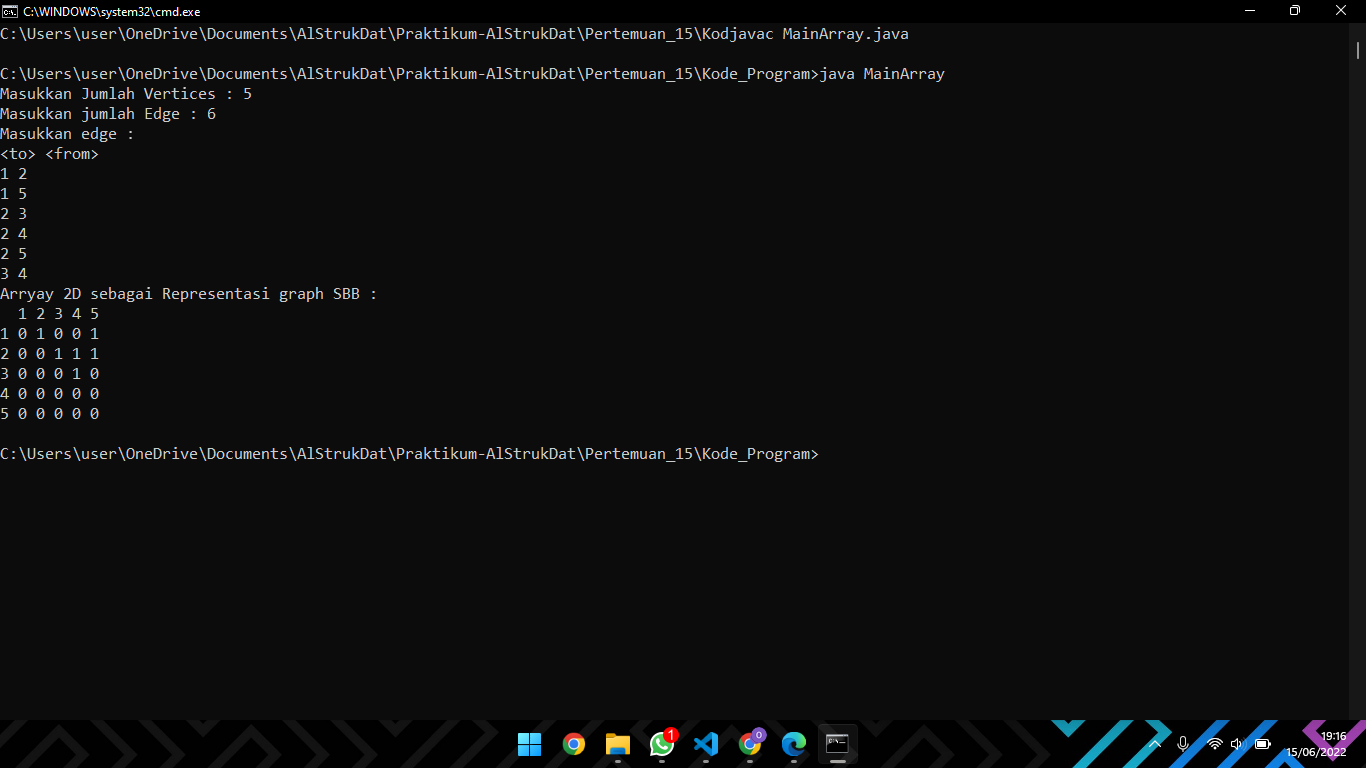 C:\WINDOWS\system32\cmd.exe
C:\Users\user\OneDrive\Documents\AlStrukDat\Praktikum-AlStrukDat\Pertemuan_15\Kodjavac MainArray.java
C:\Users\user\OneDrive\Documents\AlStrukDat\Praktikum-AlStrukDat\Pertemuan_15\Kode_Program>java MainArray
Masukkan Jumlah Vertices : 5
Masukkan jumlah Edge : 6
Masukkan edge :
<to> <from>
1 2
1 5
2 3
2 4
2 5
3 4
Arryay 2D sebagai Representasi graph SBB :
  1 2 3 4 5
1 0 1 0 0 1
2 0 0 1 1 1
3 0 0 0 1 0
4 0 0 0 0 0
5 0 0 0 0 0
C:\Users\user\OneDrive\Documents\AlStrukDat\Praktikum-AlStrukDat\Pertemuan_15\Kode_Program>
1
0
19:16
15/06/2022